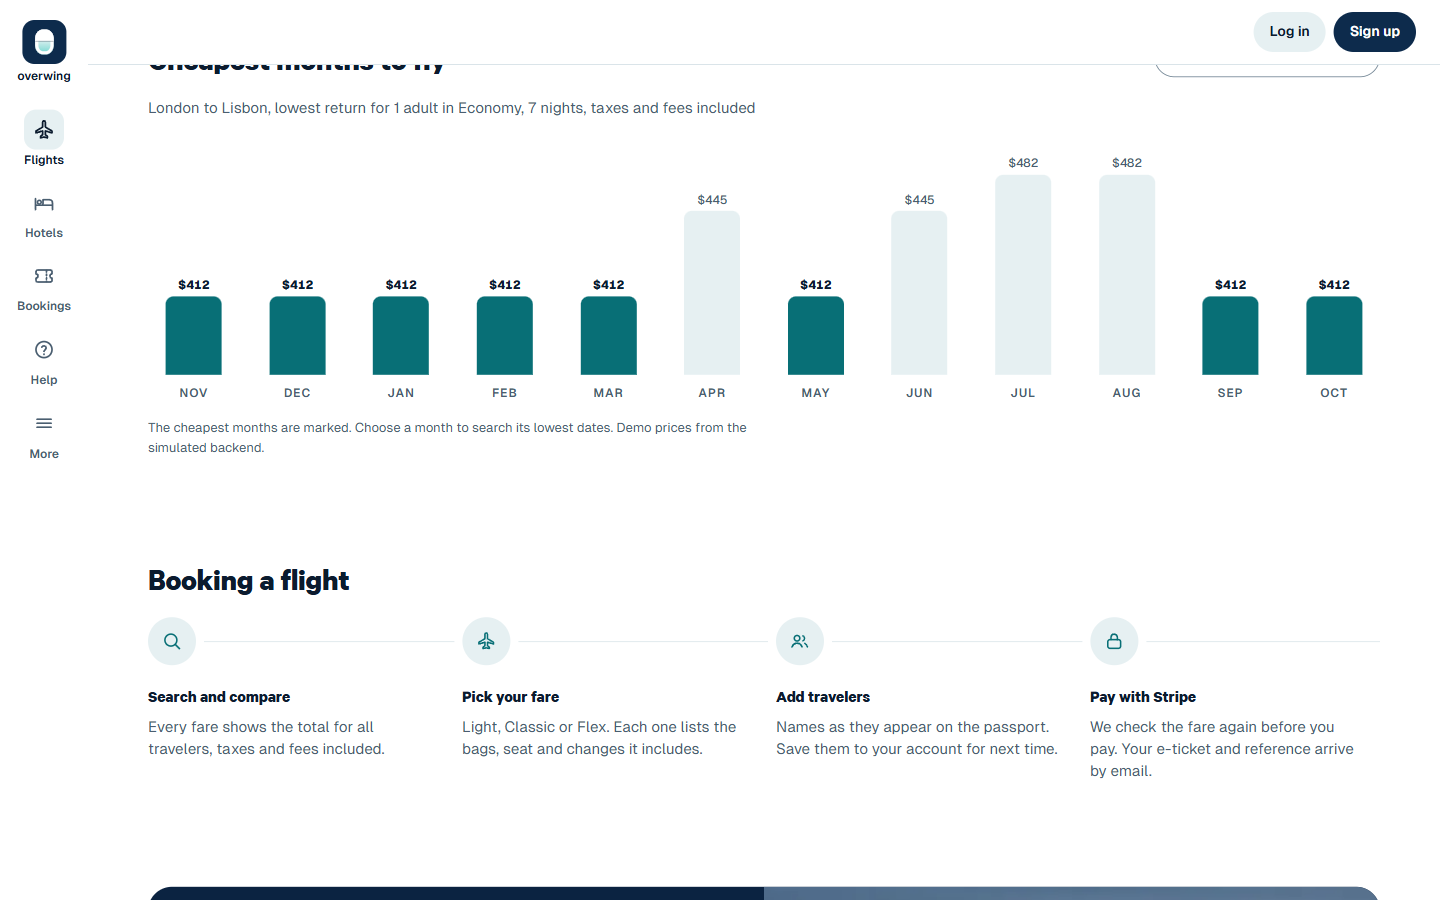 Log in
Sign up
overwing
Flights
Hotels
Bookings
Help
More
Cheapest months to fly
London to Lisbon, lowest return for 1 adult in Economy, 7 nights, taxes and fees included
$412 $412 $412 $412 $412 $445 $412 $445 $482 $482 $412 $412
NOV DEC JAN FEB MAR APR MAY JUN JUL AUG SEP OCT
The cheapest months are marked. Choose a month to search its lowest dates. Demo prices from the
simulated backend.
Booking a flight
Search and compare
Every fare shows the total for all
travelers, taxes and fees included.
Pick your fare
Light, Classic or Flex. Each one lists the
bags, seat and changes it includes.
Add travelers
Names as they appear on the passport.
Save them to your account for next time.
Pay with Stripe
We check the fare again before you
pay. Your e-ticket and reference arrive
by email.